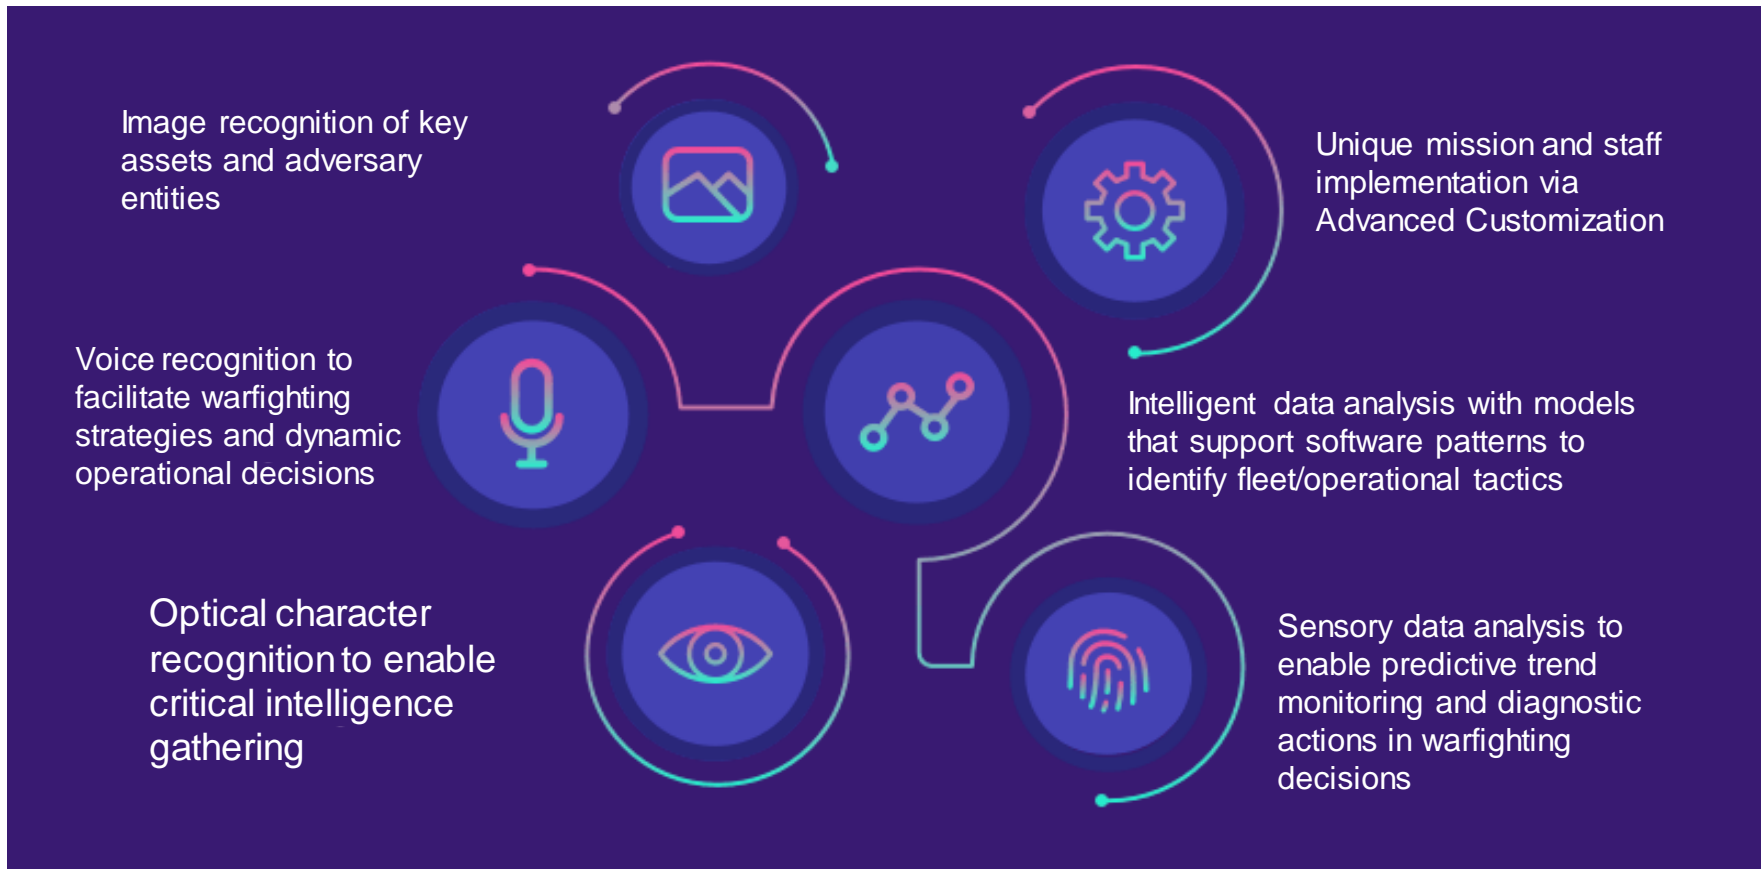 Image recognition of key
assets and adversary
entities
Unique mission and staff
implementation via
Advanced Customization
Voice recognition to
facilitate warfighting
strategies and dynamic
operational decisions
Intelligent data analysis with models
that support software patterns to
identify fleet/operational tactics
Optical character
recognition to enable
critical intelligence
gathering
Sensory data analysis to
enable predictive trend
monitoring and diagnostic
actions in warfighting
decisions